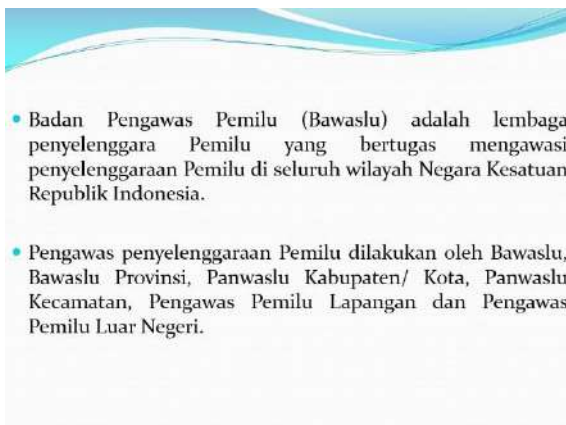 • Badan Pengawas Pemilu (Bawaslu) adalah lembaga
penyelenggara Pemilu yang bertugas mengawasi
penyelenggaraan Pemilu di seluruh wilayah Negara Kesatuan
Republik Indonesia.
• Pengawas penyelenggaraan Pemilu dilakukan oleh Bawaslu,
Bawaslu Provinsi, Panwaslu Kabupaten/ Kota, Panwaslu
Kecamatan, Pengawas Pemilu Lapangan dan Pengawas
Pemilu Luar Negeri.